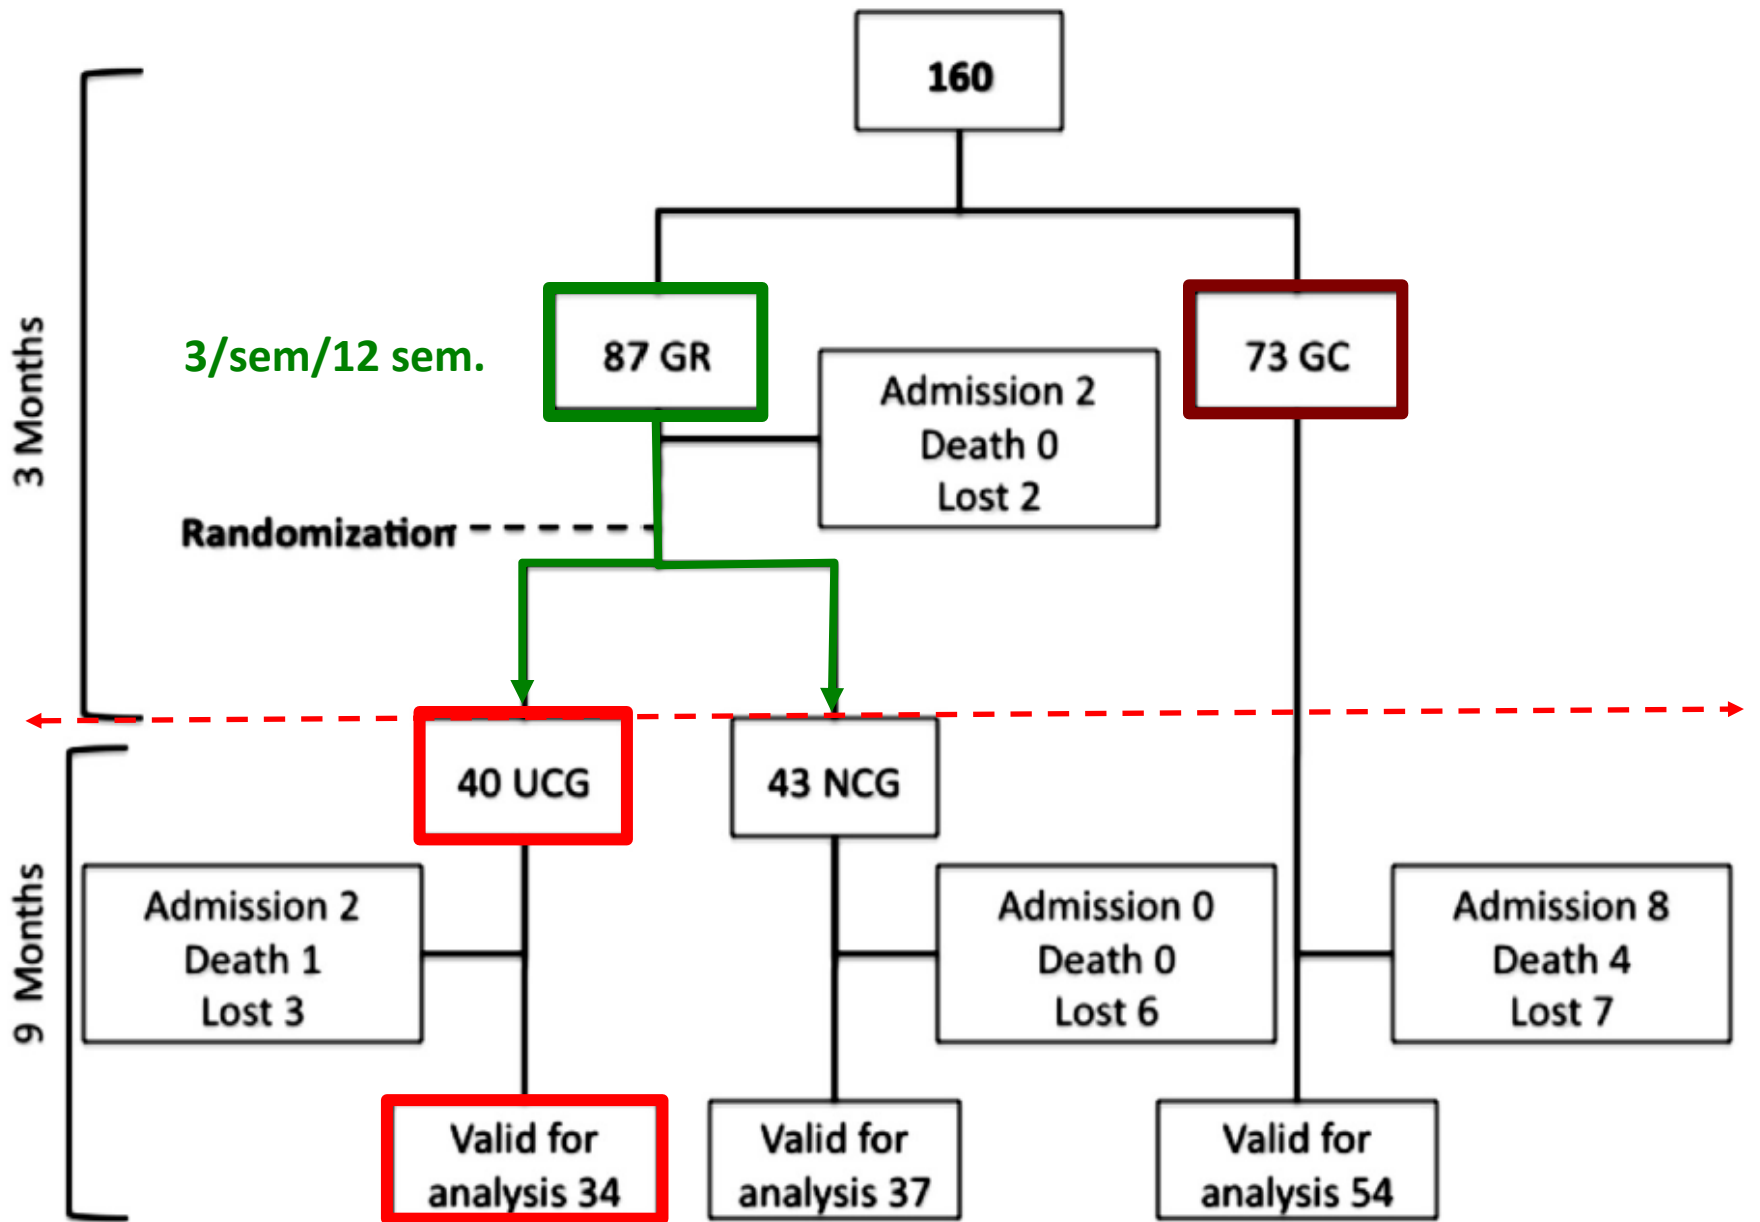 160
3 Months
3/sem/12 sem.
87 GR
73 GC
Admission 2
Death 0
Lost 2
Randomization
40 UCG
43 NCG
9 Months
Admission 2
Death 1
Lost 3
Admission 0
Death 0
Lost 6
Admission 8
Death 4
Lost 7
Valid for
analysis 34
Valid for
analysis 37
Valid for
analysis 54